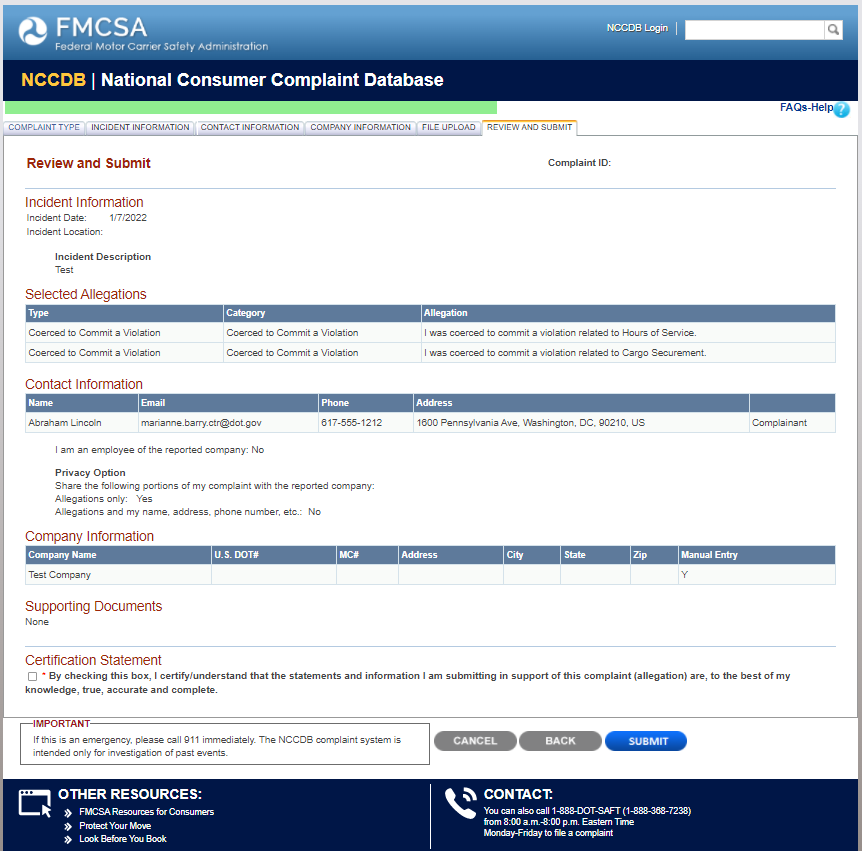 FMCSA
Federal Motor Carrier Safety Administration
NCCDB Login
NCCDB | National Consumer Complaint Database
FAQs-Help ?
COMPLAINT TYPE INCIDENT INFORMATION CONTACT INFORMATION COMPANY INFORMATION FILE UPLOAD REVIEW AND SUBMIT
Review and Submit Complaint ID:
Incident Information
Incident Date: 1/7/2022
Incident Location:
Incident Description
Test
Selected Allegations
Type Category Allegation
Coerced to Commit a Violation Coerced to Commit a Violation I was coerced to commit a violation related to Hours of Service.
Coerced to Commit a Violation Coerced to Commit a Violation I was coerced to commit a violation related to Cargo Securement.
Contact Information
Name Email Phone Address
Abraham Lincoln marianne.barry.ctr@dot.gov 617-555-1212 1600 Pennsylvania Ave, Washington, DC, 90210, US Complainant
I am an employee of the reported company: No
Privacy Option
Share the following portions of my complaint with the reported company:
Allegations only: Yes
Allegations and my name, address, phone number, etc.: No
Company Information
Company Name U.S. DOT# MC# Address City State Zip Manual Entry
Test Company Y
Supporting Documents
None
Certification Statement
* By checking this box, I certify/understand that the statements and information I am submitting in support of this complaint (allegation) are, to the best of my
knowledge, true, accurate and complete.
IMPORTANT
If this is an emergency, please call 911 immediately. The NCCDB complaint system is
intended only for investigation of past events.
CANCEL BACK SUBMIT
OTHER RESOURCES:
FMCSA Resources for Consumers
Protect Your Move
Look Before You Book
CONTACT:
You can also call 1-888-DOT-SAFT (1-888-368-7238)
from 8:00 a.m.-8:00 p.m. Eastern Time
Monday-Friday to file a complaint